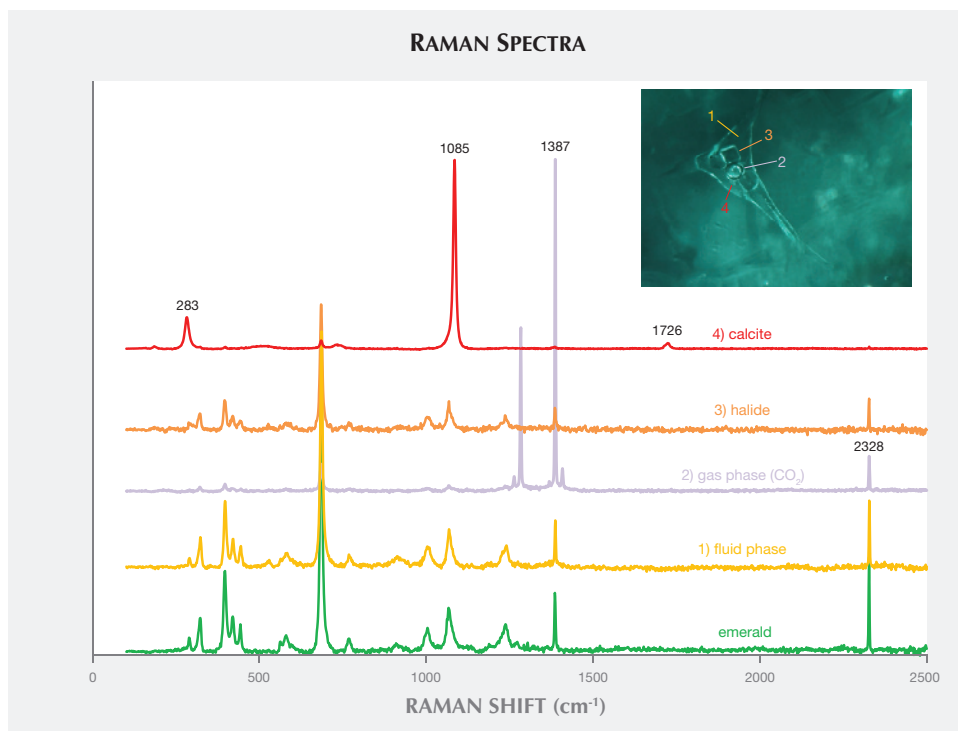 RAMAN SPECTRA
1
3
2
4
1085
1387
283
1726
4) calcite
3) halide
2328
2) gas phase (CO₂)
1) fluid phase
emerald
0
500
1000
1500
2000
2500
RAMAN SHIFT (cm⁻¹)